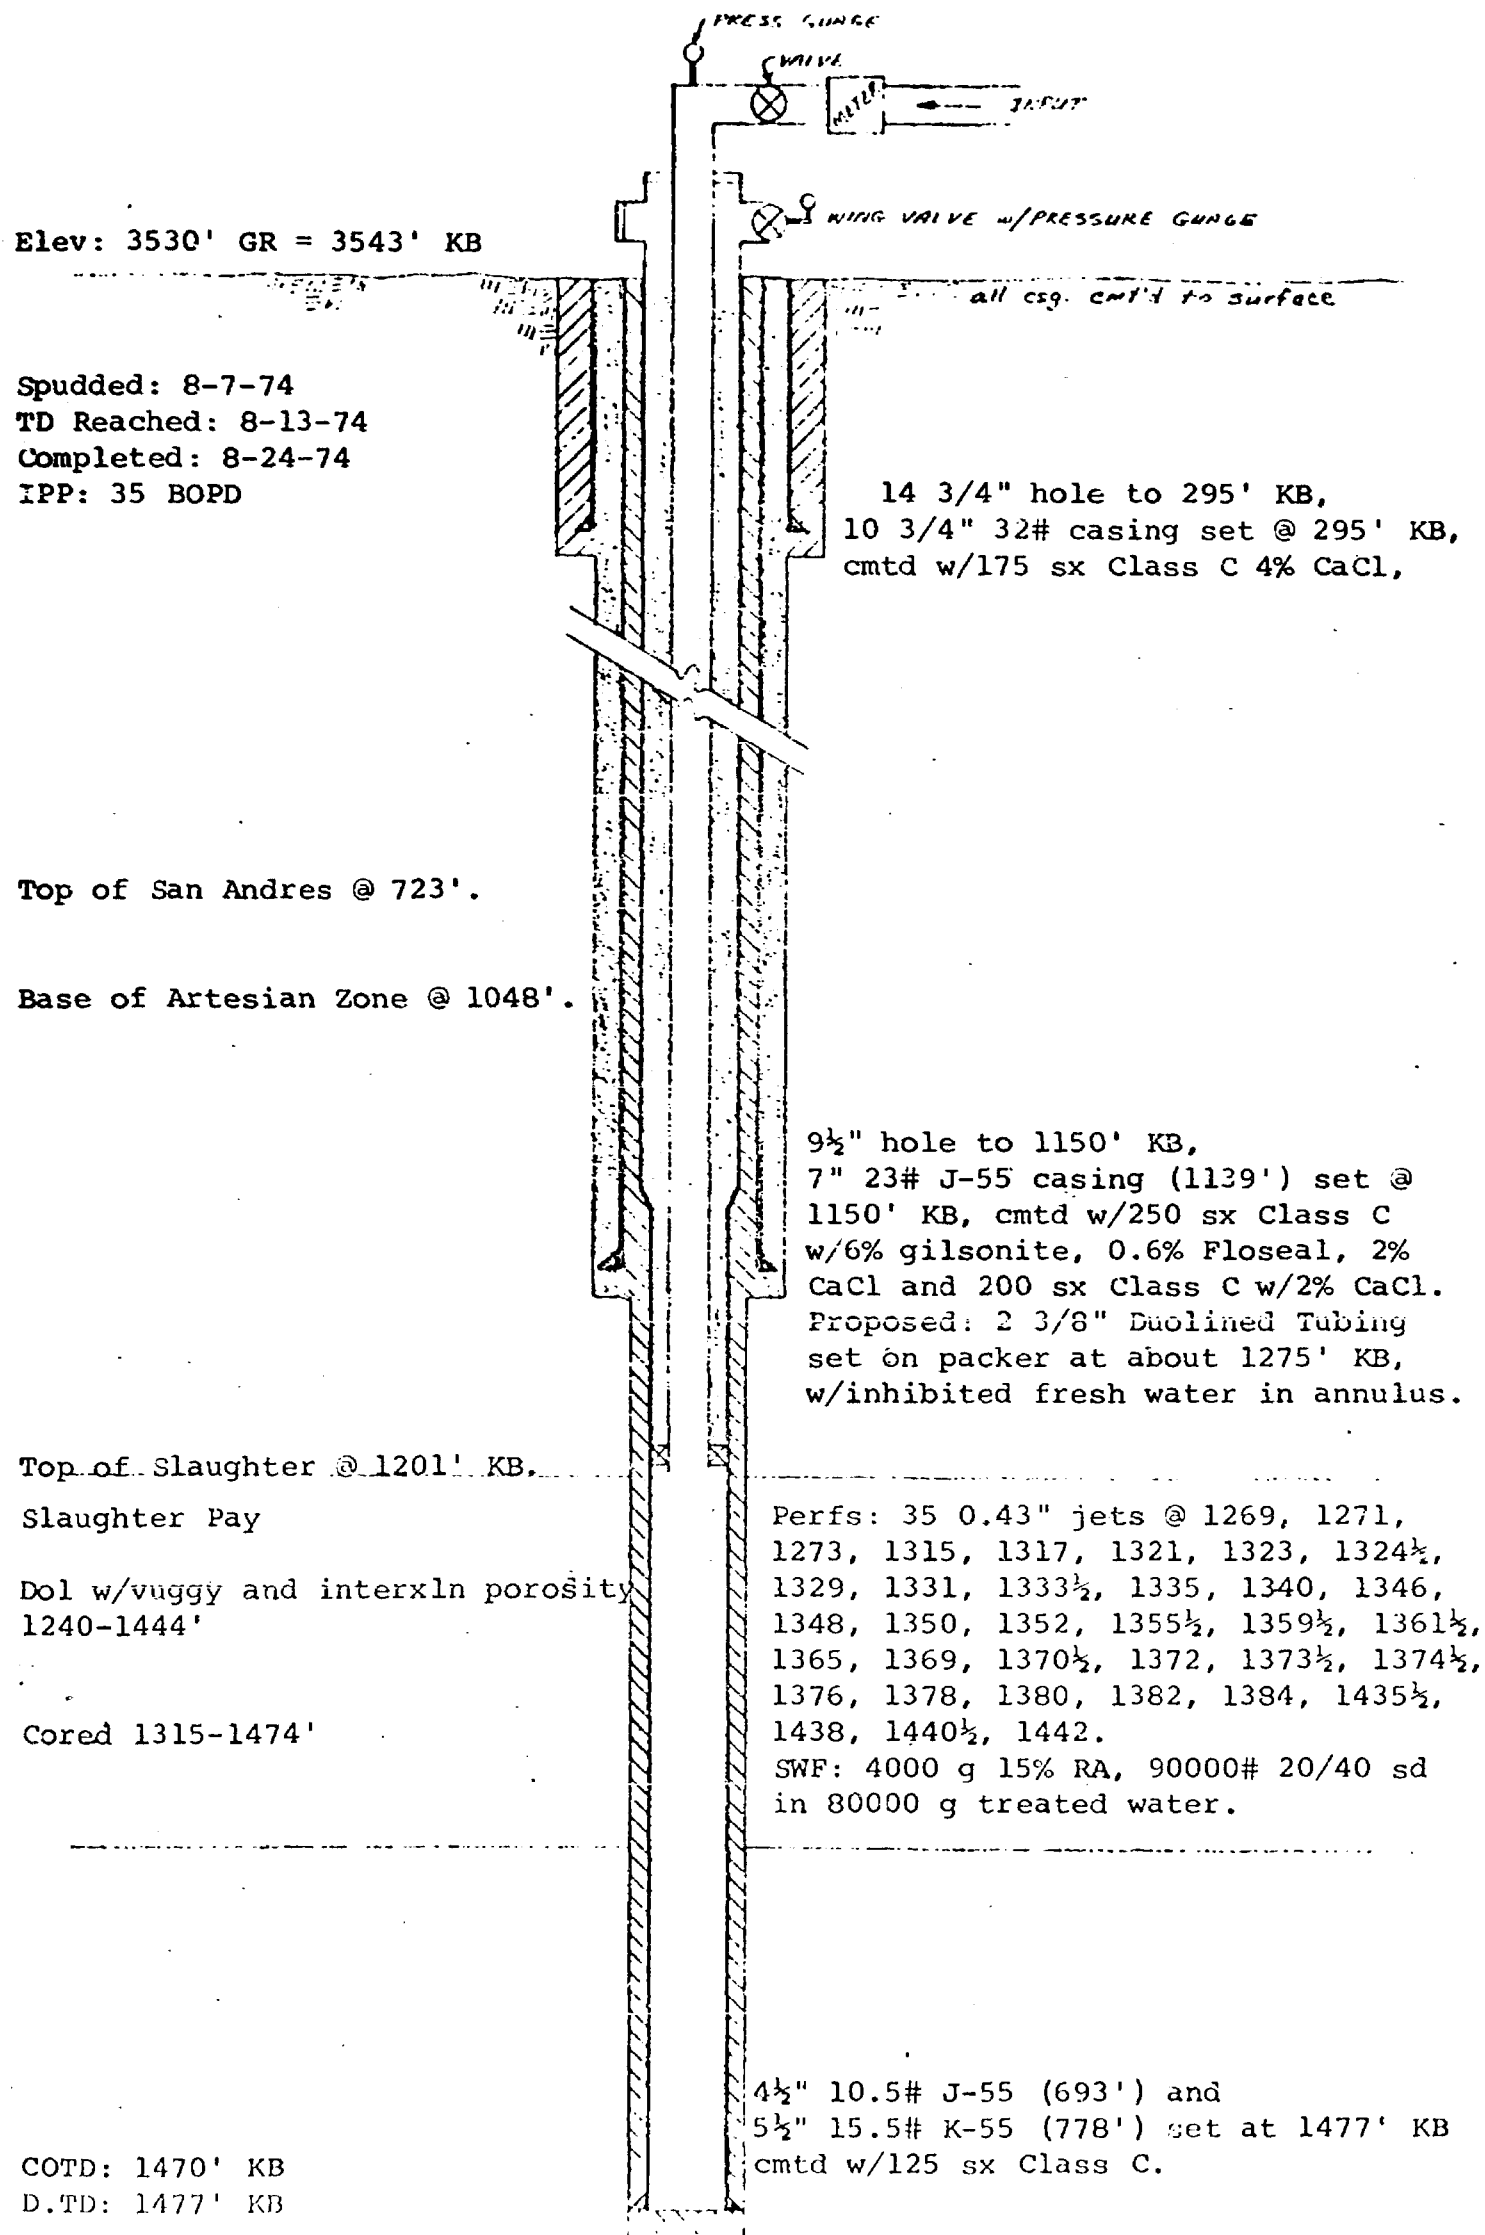 PRESS GUAGE
VALVE
METER
INPUT
WING VALVE w/PRESSURE GUAGE
Elev: 3530' GR = 3543' KB
all csg. cmt'd to surface
Spudded: 8-7-74
TD Reached: 8-13-74
Completed: 8-24-74
IPP: 35 BOPD
14 3/4" hole to 295' KB,
10 3/4" 32# casing set @ 295' KB,
cmtd w/175 sx Class C 4% CaCl,
Top of San Andres @ 723'.
Base of Artesian Zone @ 1048'.
9½" hole to 1150' KB,
7" 23# J-55 casing (1139') set @
1150' KB, cmtd w/250 sx Class C
w/6% gilsonite, 0.6% Floseal, 2%
CaCl and 200 sx Class C w/2% CaCl.
Proposed: 2 3/8" Duolined Tubing
set on packer at about 1275' KB,
w/inhibited fresh water in annulus.
Top of Slaughter @ 1201' KB.
Slaughter Pay
Dol w/vuggy and interxln porosity
1240-1444'
Cored 1315-1474'
Perfs: 35 0.43" jets @ 1269, 1271,
1273, 1315, 1317, 1321, 1323, 1324½,
1329, 1331, 1333½, 1335, 1340, 1346,
1348, 1350, 1352, 1355½, 1359½, 1361½,
1365, 1369, 1370½, 1372, 1373½, 1374½,
1376, 1378, 1380, 1382, 1384, 1435½,
1438, 1440½, 1442.
SWF: 4000 g 15% RA, 90000# 20/40 sd
in 80000 g treated water.
4½" 10.5# J-55 (693') and
5½" 15.5# K-55 (778') set at 1477' KB
cmtd w/125 sx Class C.
COTD: 1470' KB
D.TD: 1477' KB